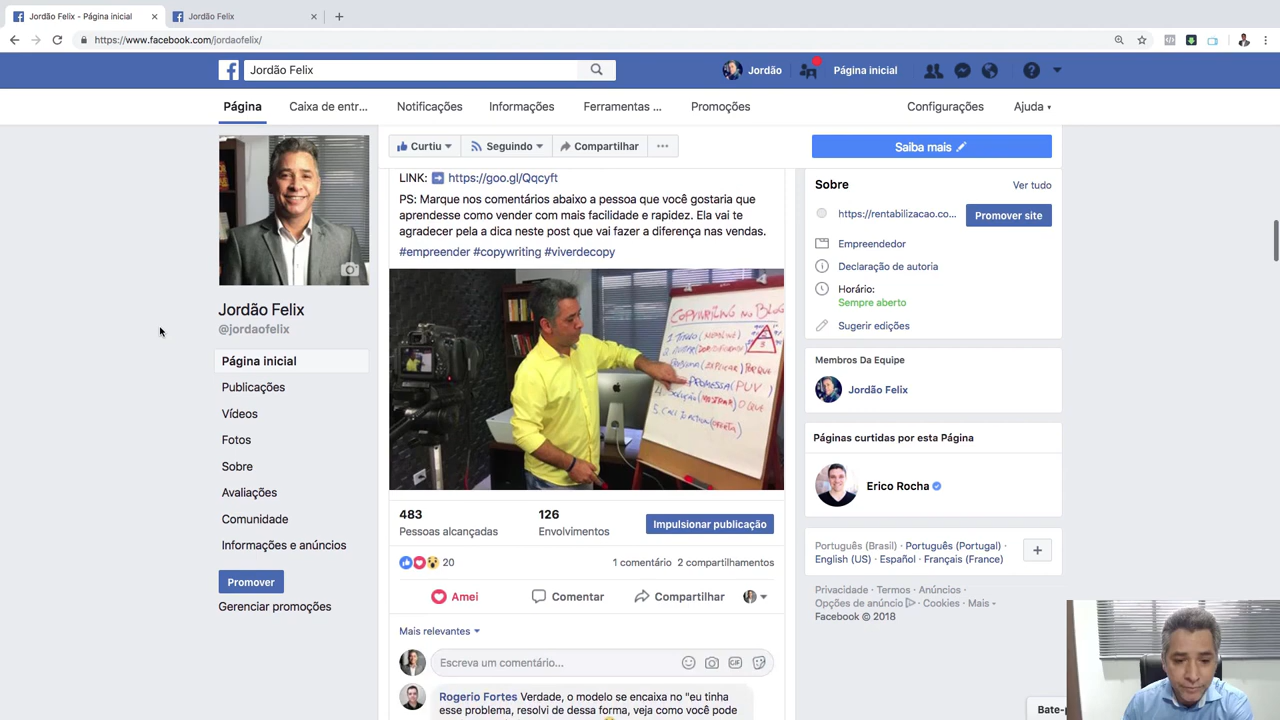 Jordão Felix - Página inicial
Jordão Felix
https://www.facebook.com/jordaofelix/
Jordão Felix
Jordão
Página inicial
Página
Caixa de entr...
Notificações
Informações
Ferramentas ...
Promoções
Configurações
Ajuda
Curtiu
Seguindo
Compartilhar
Saiba mais
LINK: https://goo.gl/Qqcyft
PS: Marque nos comentários abaixo a pessoa que você gostaria que
aprendesse como vender com mais facilidade e rapidez. Ela vai te
agradecer pela a dica neste post que vai fazer a diferença nas vendas.
#empreender #copywriting #viverdecopy
COPYWRITING NO BLOG
PROMESSA (PUV)
483
Pessoas alcançadas
126
Envolvimentos
Impulsionar publicação
20
1 comentário 2 compartilhamentos
Amei
Comentar
Compartilhar
Mais relevantes
Escreva um comentário...
Rogerio Fortes Verdade, o modelo se encaixa no "eu tinha
esse problema, resolvi de dessa forma, veja como você pode
Jordão Felix
@jordaofelix
Página inicial
Publicações
Vídeos
Fotos
Sobre
Avaliações
Comunidade
Informações e anúncios
Promover
Gerenciar promoções
Sobre
Ver tudo
https://rentabilizacao.co...
Promover site
Empreendedor
Declaração de autoria
Horário:
Sempre aberto
Sugerir edições
Membros Da Equipe
Jordão Felix
Páginas curtidas por esta Página
Erico Rocha
Português (Brasil) · Português (Portugal) ·
English (US) · Español · Français (France)
Privacidade · Termos · Anúncios ·
Opções de anúncio · Cookies · Mais
Facebook © 2018
Bate-p